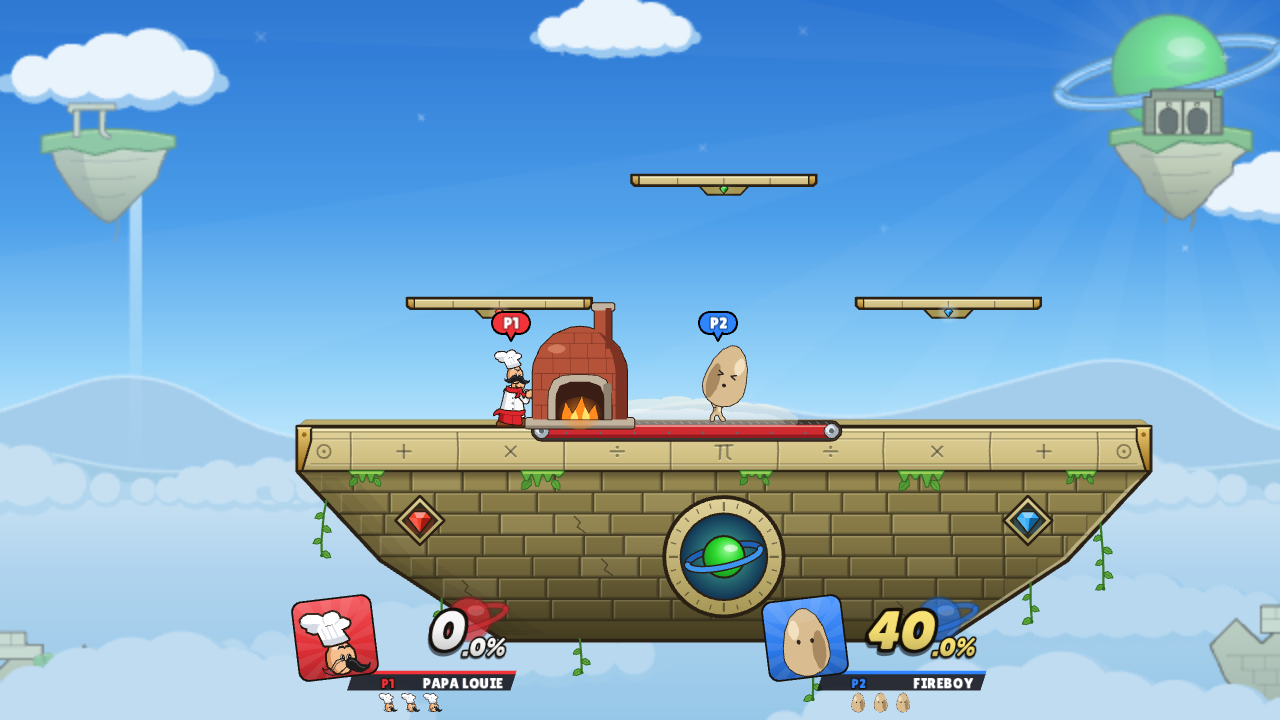 P1
P2
+ × ÷ π ÷ × +
0.0%
40.0%
P1 PAPA LOUIE
P2 FIREBOY